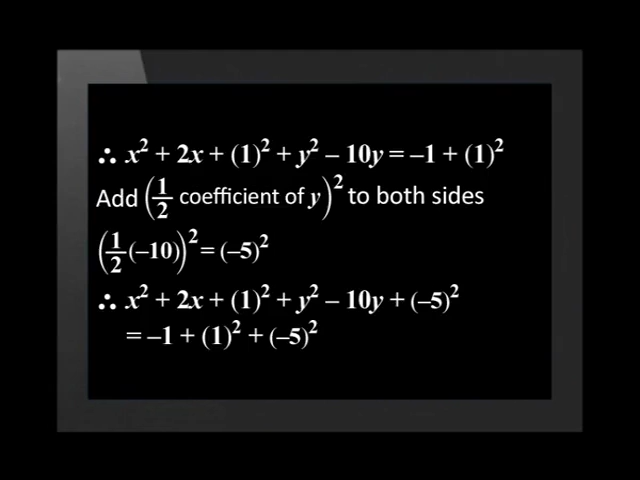 ∴ x² + 2x + (1)² + y² – 10y = –1 + (1)²
Add (1/2 coefficient of y)² to both sides
(1/2(–10))² = (–5)²
∴ x² + 2x + (1)² + y² – 10y + (–5)²
= –1 + (1)² + (–5)²